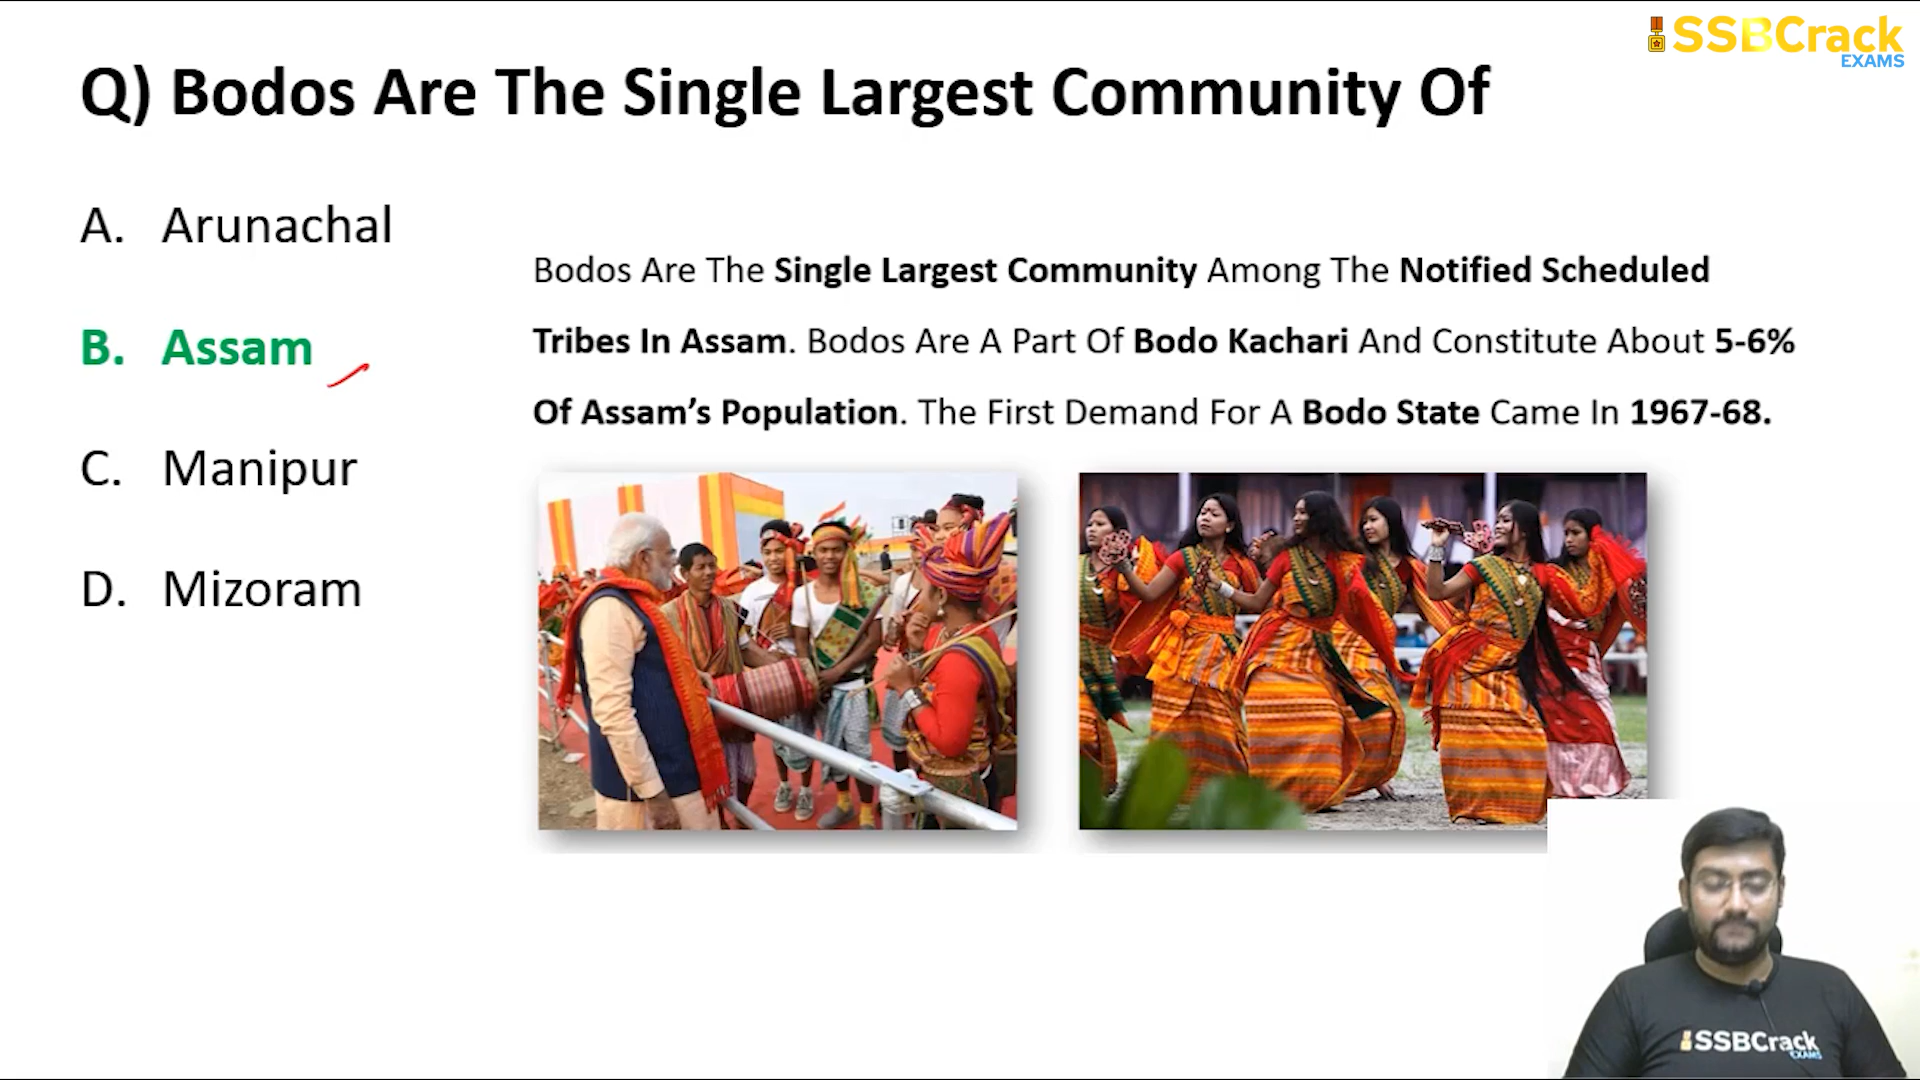 SSBCrack
EXAMS
Q) Bodos Are The Single Largest Community Of
A. Arunachal
B. Assam
C. Manipur
D. Mizoram
Bodos Are The Single Largest Community Among The Notified Scheduled
Tribes In Assam. Bodos Are A Part Of Bodo Kachari And Constitute About 5-6%
Of Assam’s Population. The First Demand For A Bodo State Came In 1967-68.
SSBCrack
EXAMS